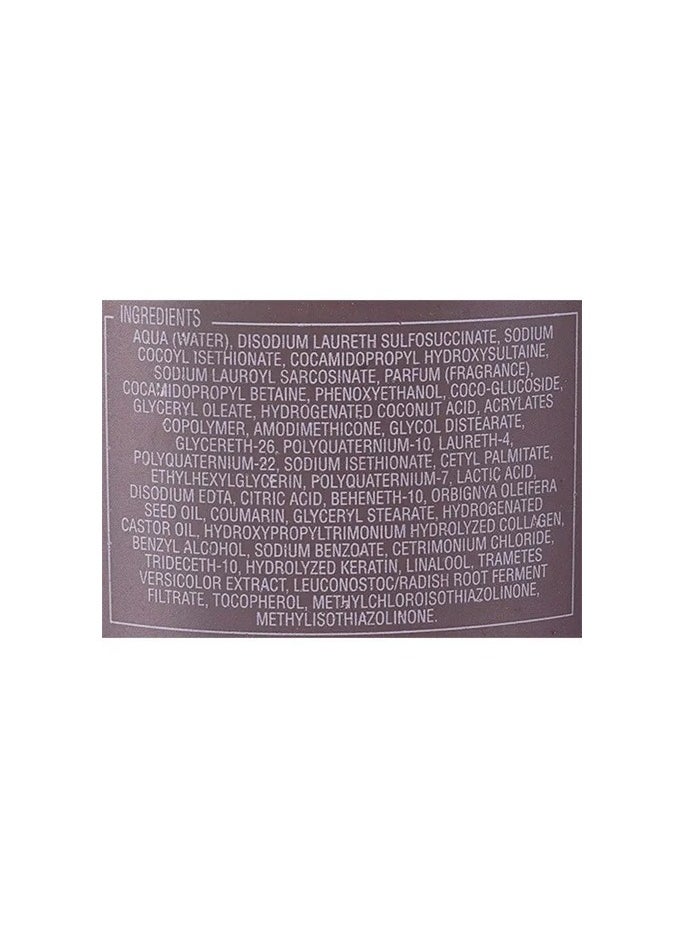 INGREDIENTS
AQUA (WATER), DISODIUM LAURETH SULFOSUCCINATE, SODIUM
COCOYL ISETHIONATE, COCAMIDOPROPYL HYDROXYSULTAINE,
SODIUM LAUROYL SARCOSINATE, PARFUM (FRAGRANCE),
COCAMIDOPROPYL BETAINE, PHENOXYETHANOL, COCO-GLUCOSIDE,
GLYCERYL OLEATE, HYDROGENATED COCONUT ACID, ACRYLATES
COPOLYMER, AMODIMETHICONE, GLYCOL DISTEARATE,
GLYCERETH-26, POLYQUATERNIUM-10, LAURETH-4,
POLYQUATERNIUM-22, SODIUM ISETHIONATE, CETYL PALMITATE,
ETHYLHEXYLGLYCERIN, POLYQUATERNIUM-7, LACTIC ACID,
DISODIUM EDTA, CITRIC ACID, BEHENETH-10, ORBIGNYA OLEIFERA
SEED OIL, COUMARIN, GLYCERYL STEARATE, HYDROGENATED
CASTOR OIL, HYDROXYPROPYLTRIMONIUM HYDROLYZED COLLAGEN,
BENZYL ALCOHOL, SODIUM BENZOATE, CETRIMONIUM CHLORIDE,
TRIDECETH-10, HYDROLYZED KERATIN, LINALOOL, TRAMETES
VERSICOLOR EXTRACT, LEUCONOSTOC/RADISH ROOT FERMENT
FILTRATE, TOCOPHEROL, METHYLCHLOROISOTHIAZOLINONE,
METHYLISOTHIAZOLINONE.